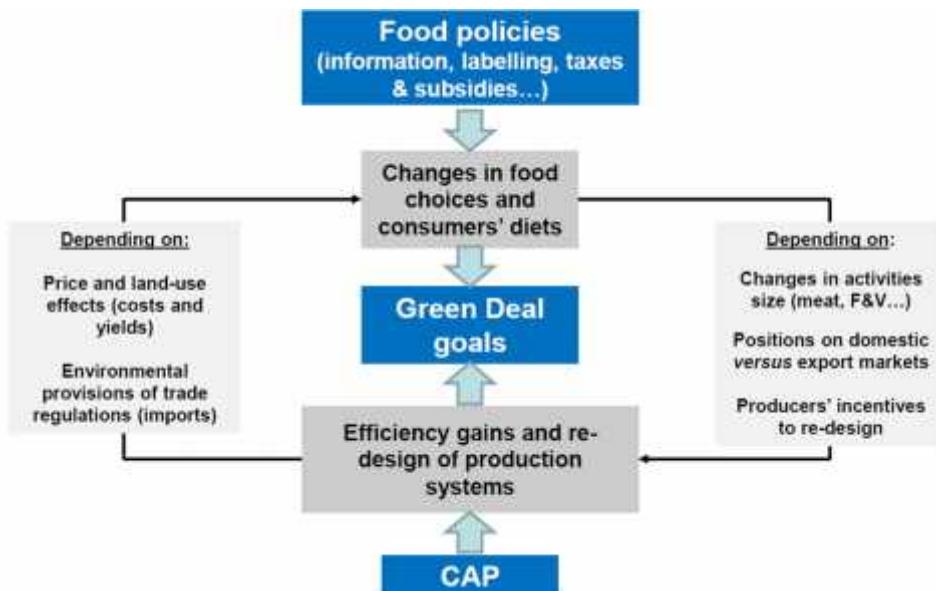 Food policies
(information, labelling, taxes
& subsidies…)
Changes in food
choices and
consumers' diets
Depending on:
Price and land-use
effects (costs and
yields)
Environmental
provisions of trade
regulations (imports)
Green Deal
goals
Depending on:
Changes in activities
size (meat, F&V…)
Positions on domestic
versus export markets
Producers' incentives
to re-design
Efficiency gains and re-
design of production
systems
CAP